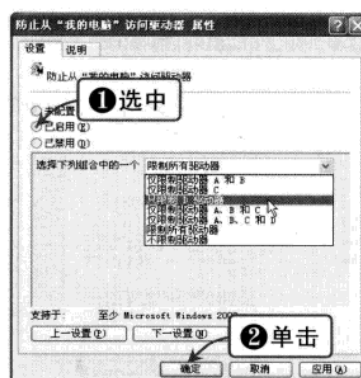 防止从“我的电脑”访问驱动器 属性
设置 说明
防止从“我的电脑”访问驱动器
未配置
❶选中
已启用(E)
已禁用(D)
选择下列组合中的一个 限制所有驱动器
仅限制驱动器 A 和 B
仅限制驱动器 C
仅限制驱动器 A、B 和 C
仅限制驱动器 A、B、C 和 D
限制所有驱动器
不限制驱动器
支持于: 至少 Microsoft Windows
上一设置(P) 下一设置(N)
❷单击
确定 取消 应用(A)